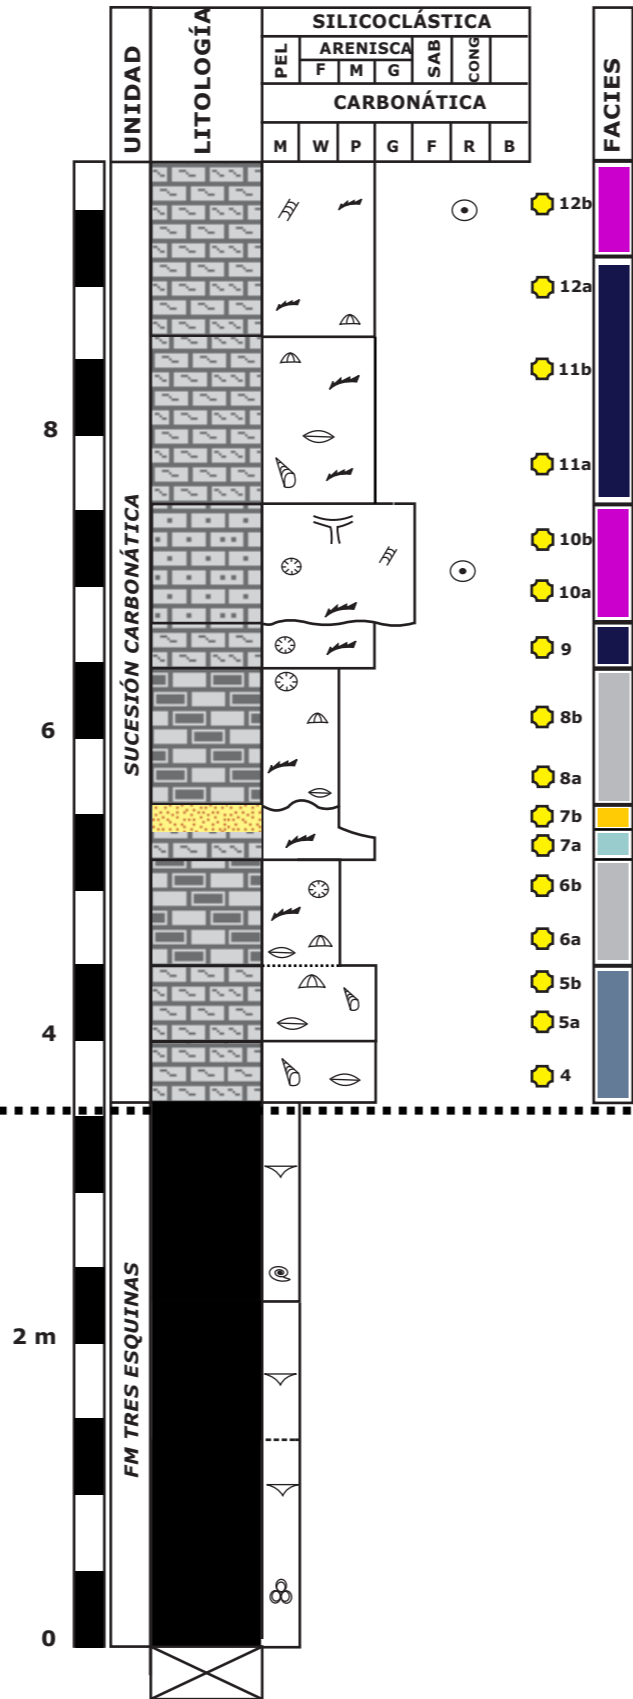 SILICOCLÁSTICA
UNIDAD
LITOLOGÍA
PEL
ARENISCA
SAB
CONG
FACIES
F M G
CARBONÁTICA
M W P G F R B
12b
12a
11b
8
11a
10b
10a
9
SUCESIÓN CARBONÁTICA
6
8b
8a
7b
7a
6b
6a
5b
5a
4
4
2 m
FM TRES ESQUINAS
0